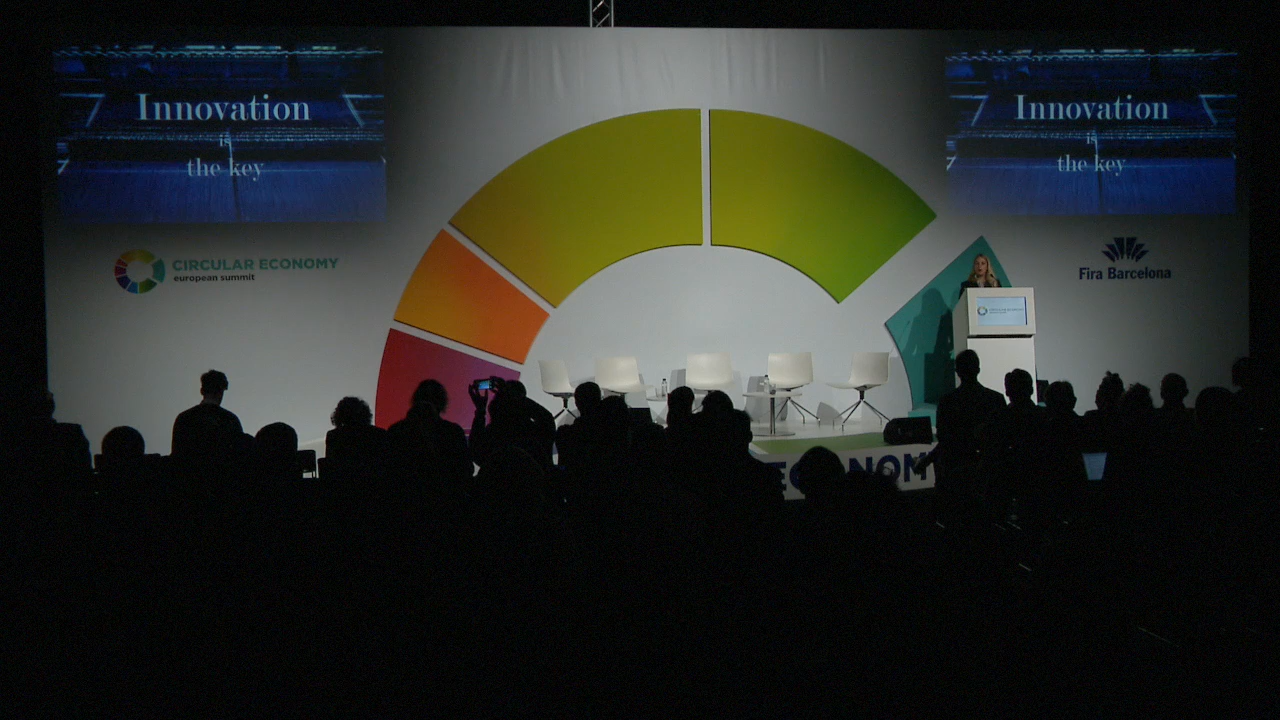 Innovation
is
the key
Innovation
is
the key
CIRCULAR ECONOMY
european summit
Fira Barcelona
ECONOM